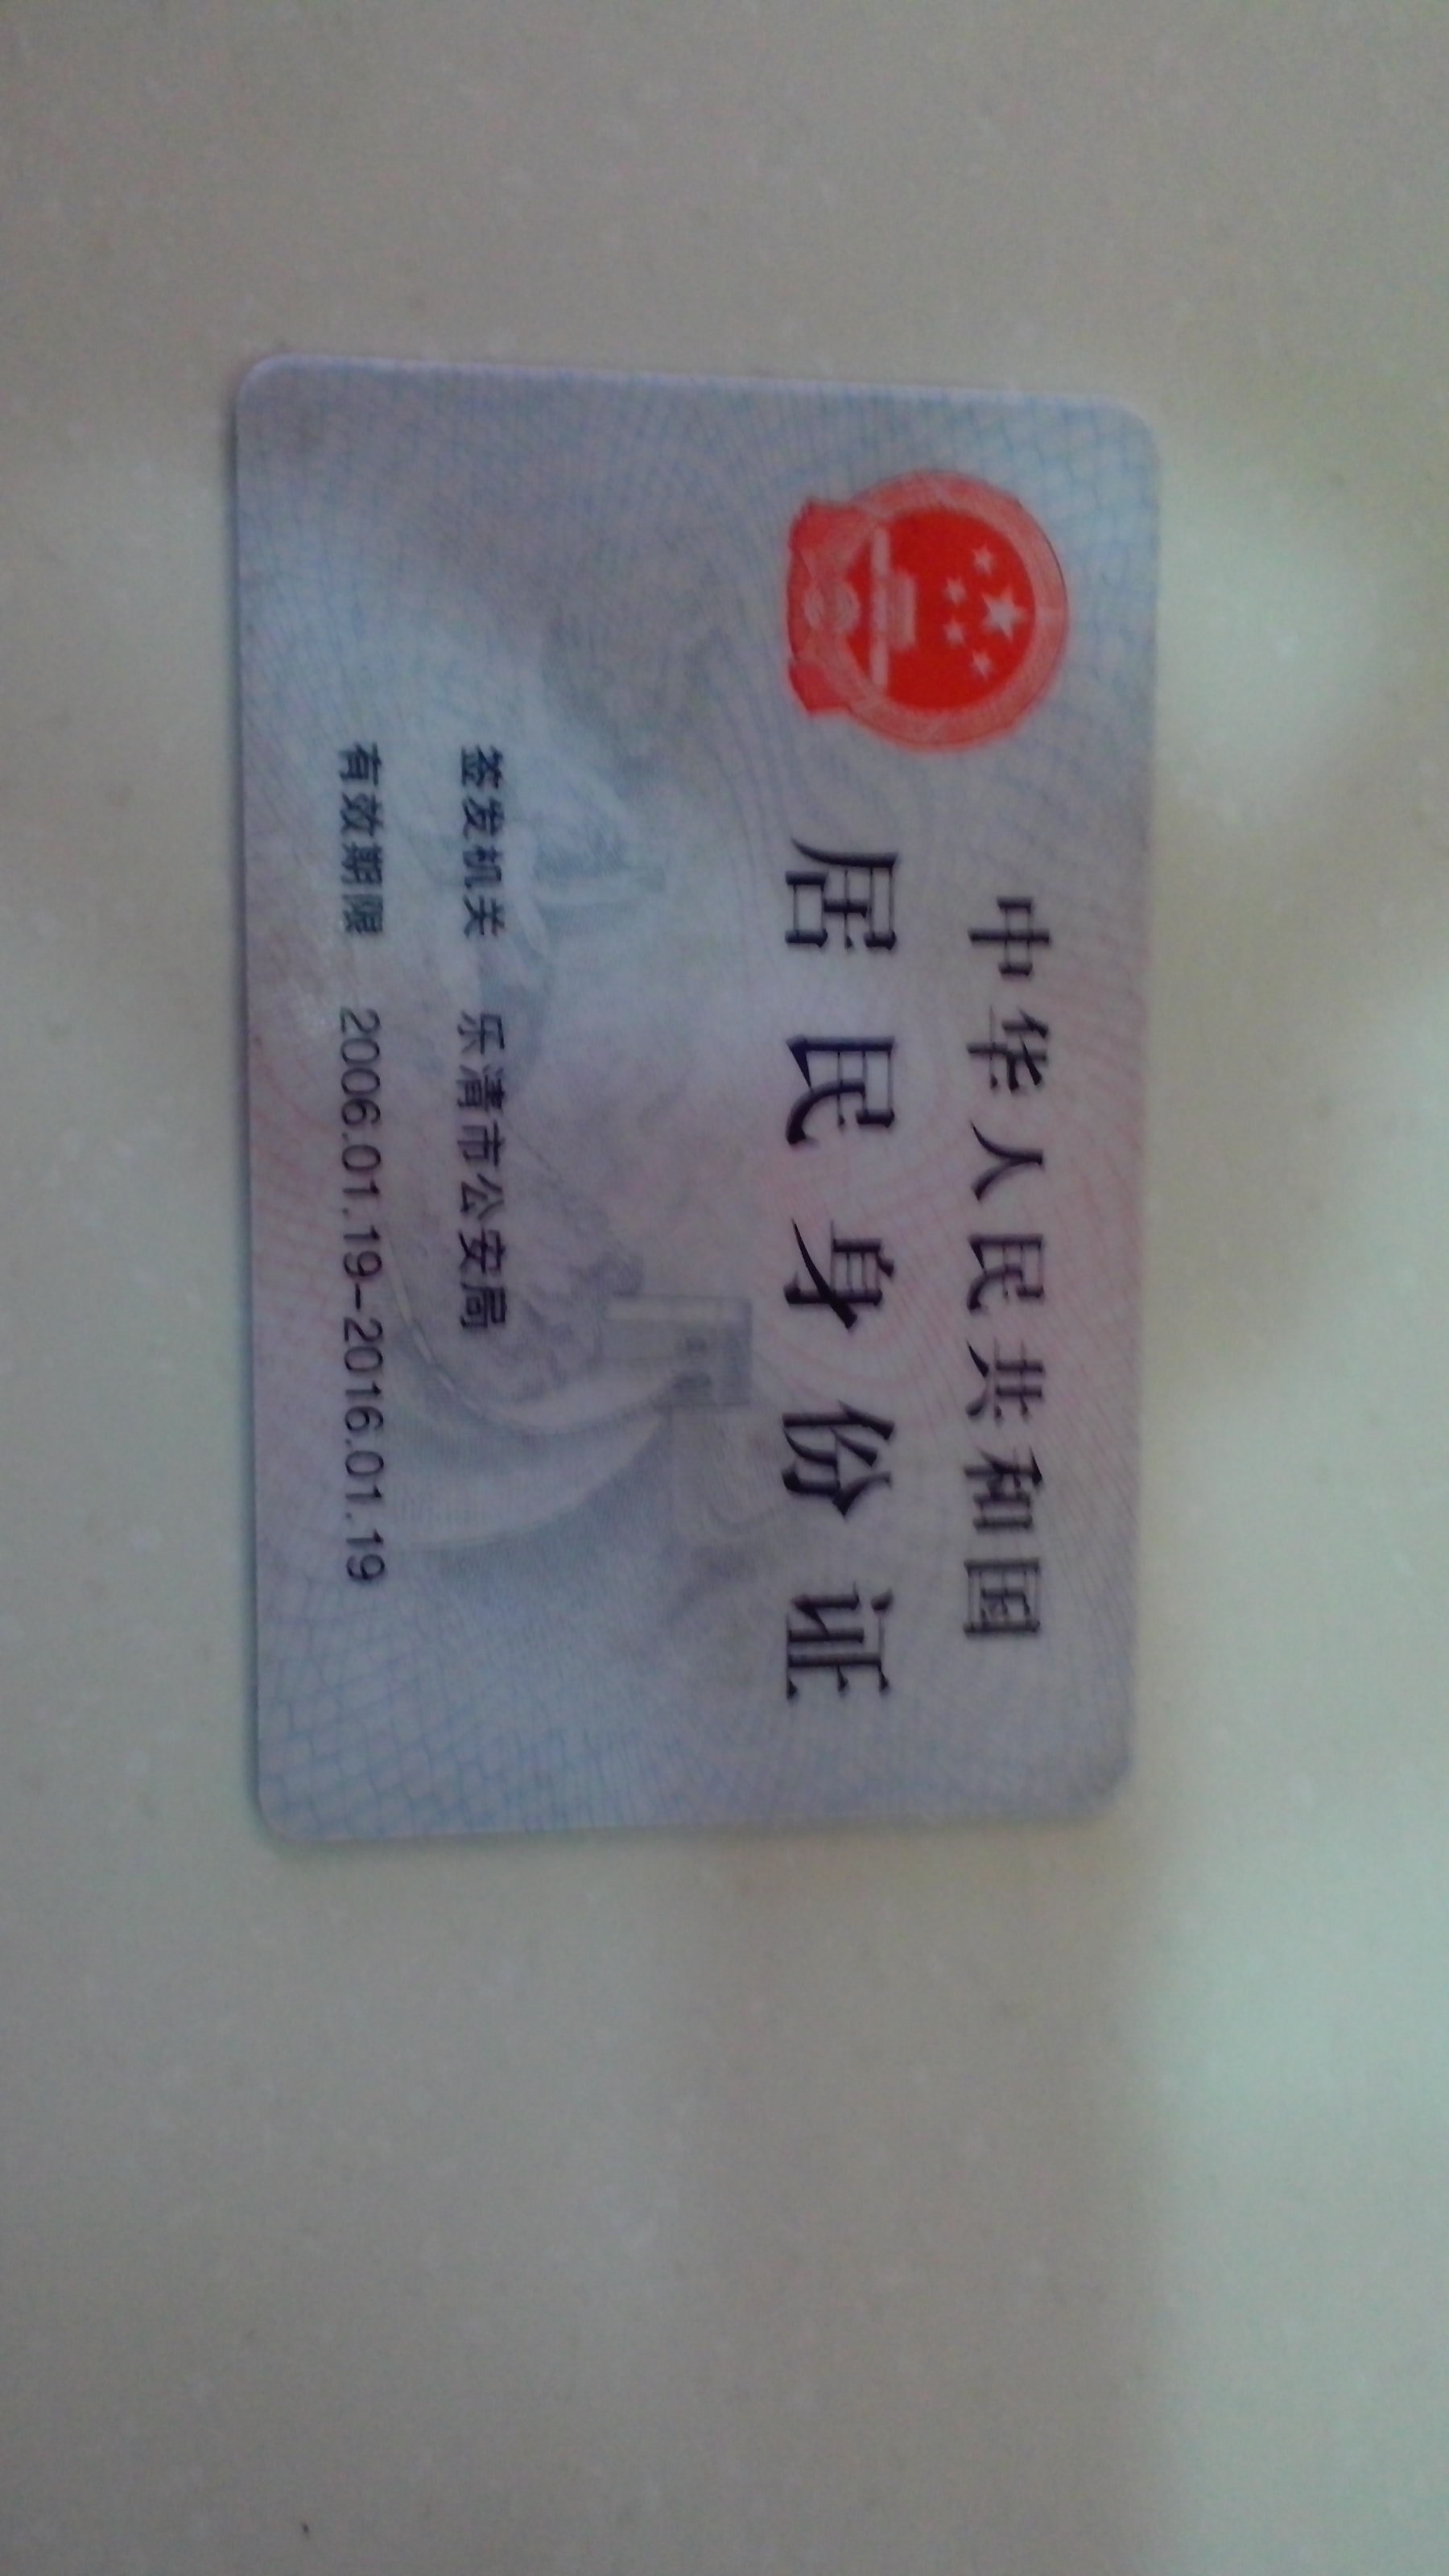 中华人民共和国
居民身份证
签发机关 乐清市公安局
有效期限 2006.01.19-2016.01.19